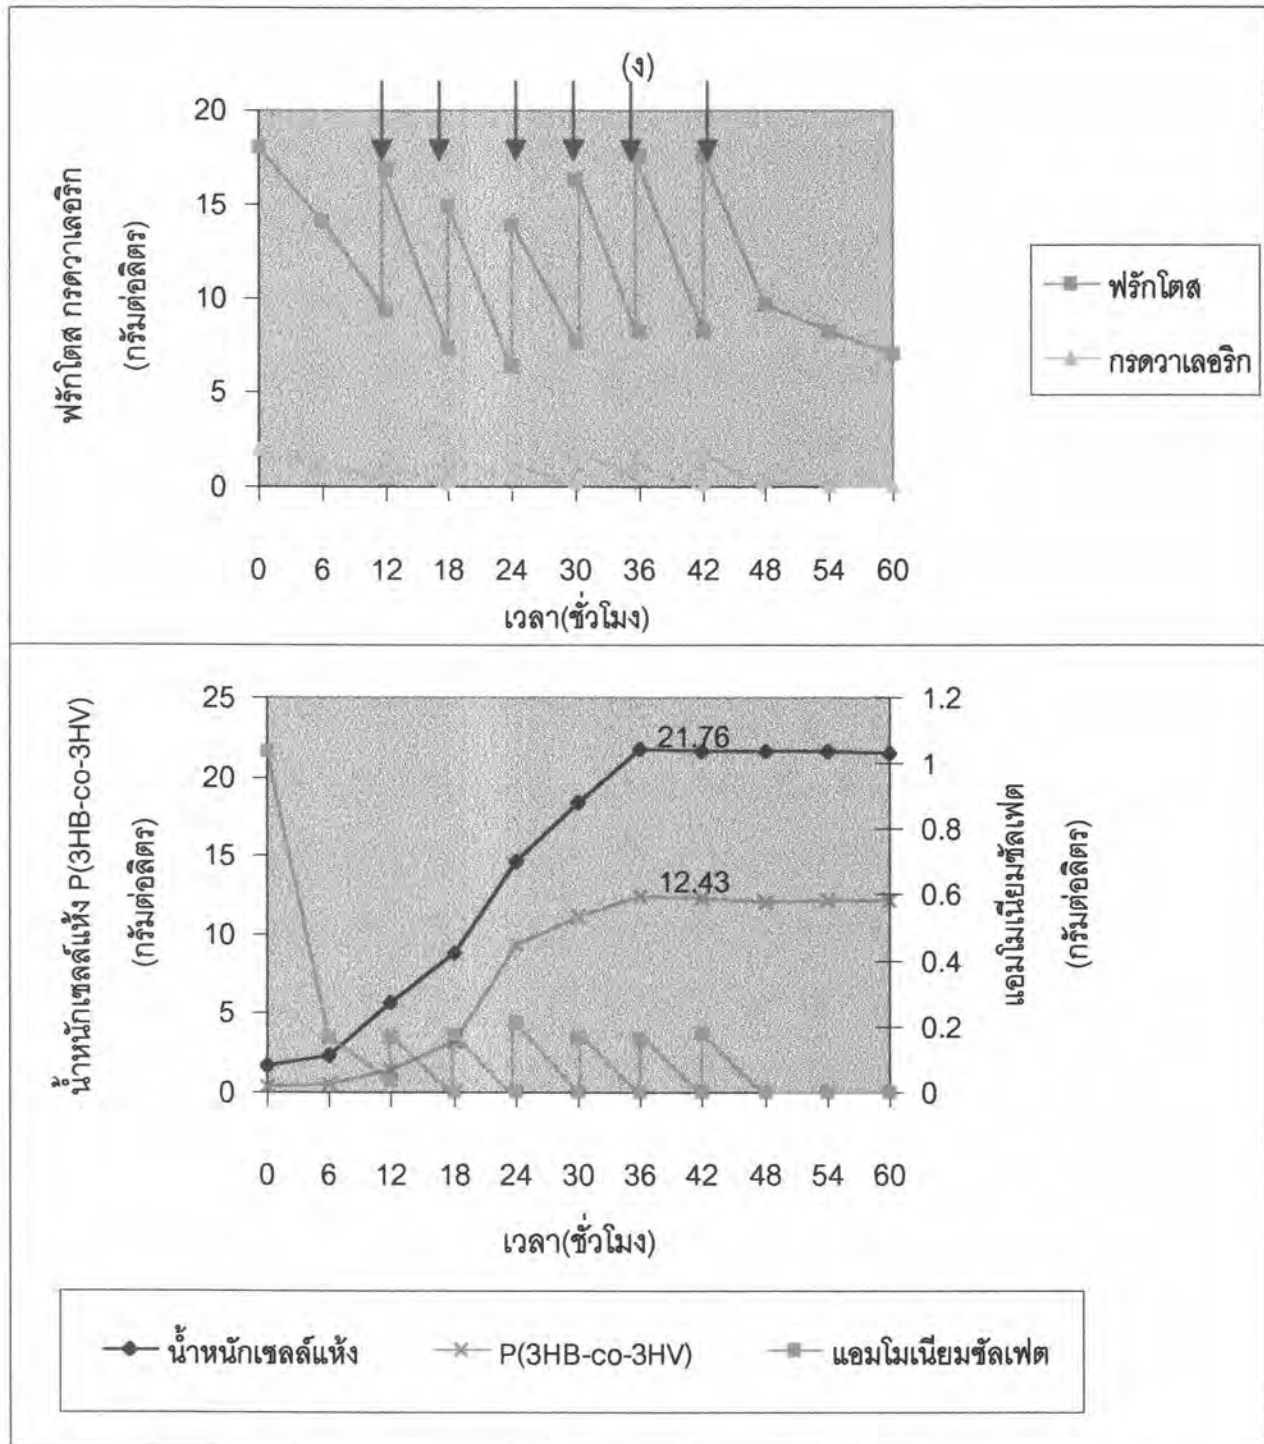 (ง)
ฟรักโตส กรดวาเลอริก
(กรัมต่อลิตร)
20
15
10
5
0
0 6 12 18 24 30 36 42 48 54 60
เวลา(ชั่วโมง)
ฟรักโตส
กรดวาเลอริก
น้ำหนักเซลล์แห้ง P(3HB-co-3HV)
(กรัมต่อลิตร)
25
20
15
10
5
0
21.76
12.43
1.2
1
0.8
0.6
0.4
0.2
0
แอมโมเนียมซัลเฟต
(กรัมต่อลิตร)
0 6 12 18 24 30 36 42 48 54 60
เวลา(ชั่วโมง)
น้ำหนักเซลล์แห้ง
P(3HB-co-3HV)
แอมโมเนียมซัลเฟต